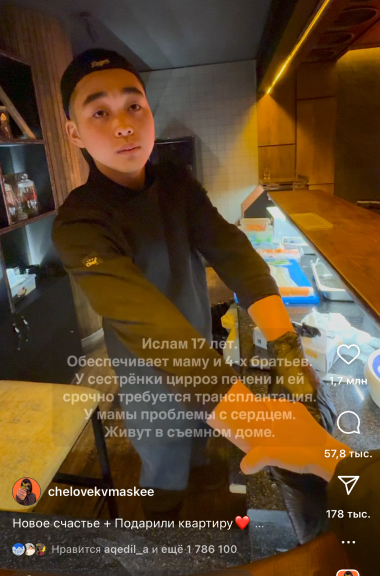 Ислам 17 лет.
Обеспечивает маму и 4-х братьев.
У сестрёнки цирроз печени и ей
срочно требуется трансплантация.
У мамы проблемы с сердцем.
Живут в съемном доме.
1,7 млн
57,8 тыс.
178 тыс.
chelovekvmaskee
Новое счастье + Подарили квартиру❤️ ...
Нравится aqedil_a и ещё 1 786 100